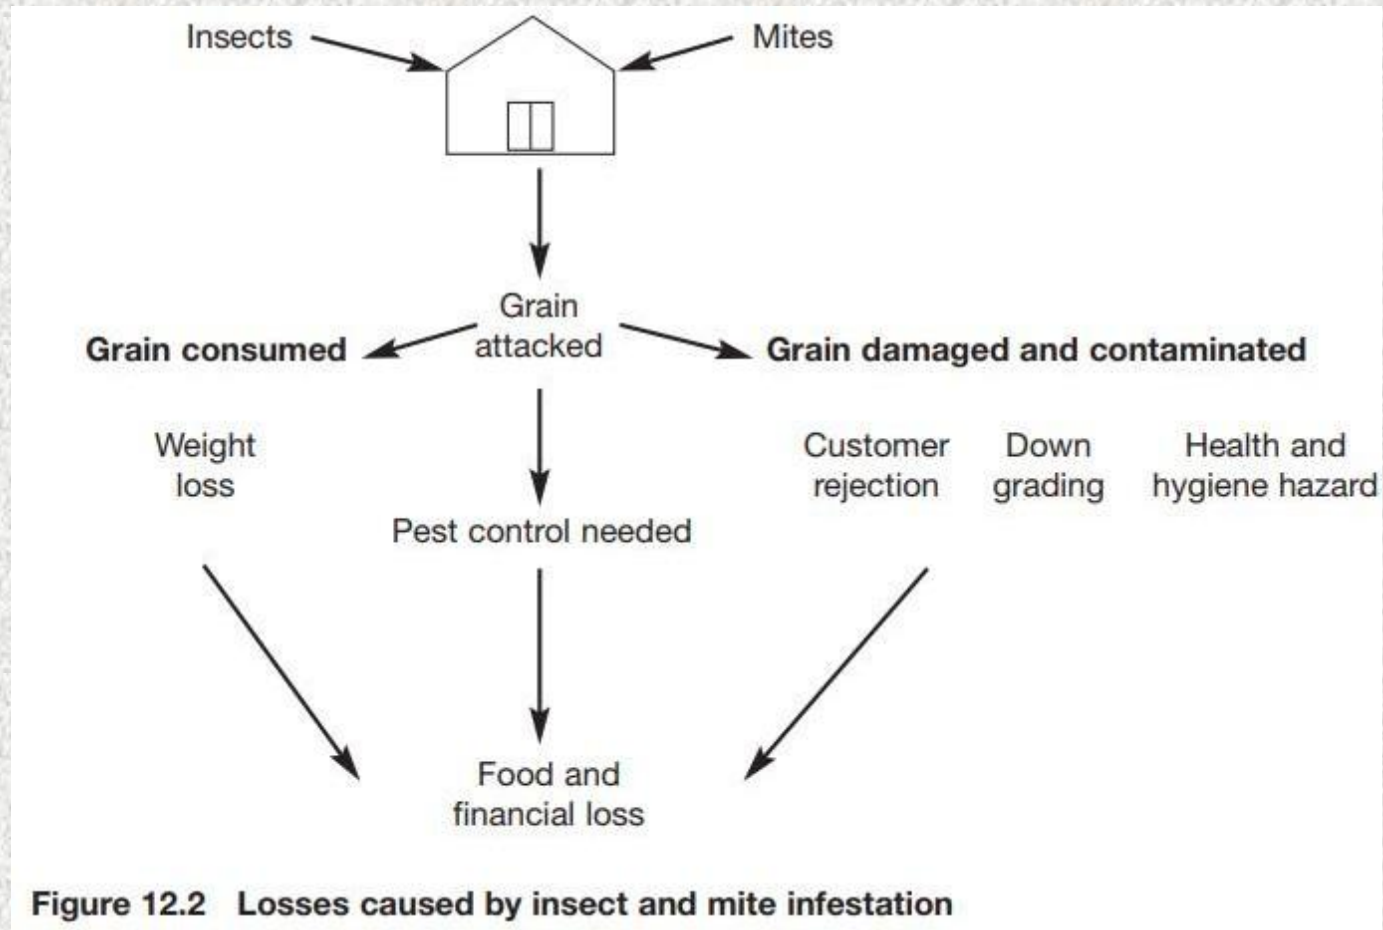 Insects
Mites
Grain
attacked
Grain consumed
Grain damaged and contaminated
Weight
loss
Customer
rejection
Down
grading
Health and
hygiene hazard
Pest control needed
Food and
financial loss
Figure 12.2 Losses caused by insect and mite infestation